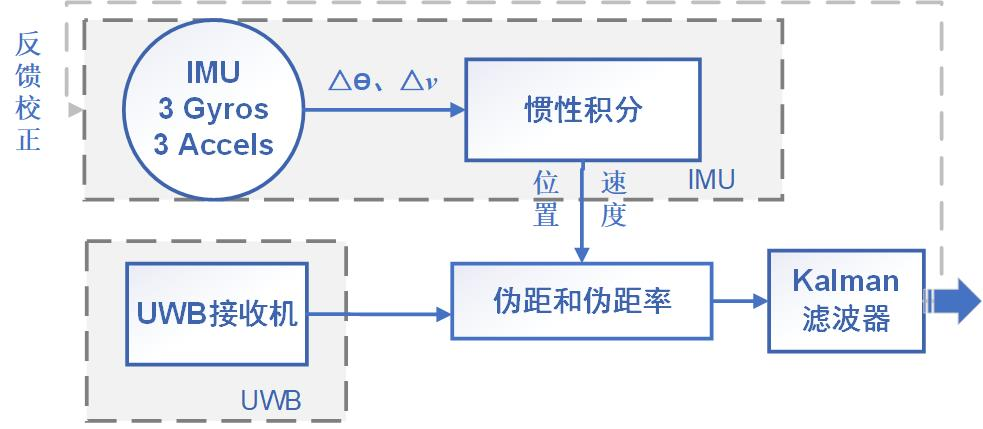 反馈校正
IMU
3 Gyros
3 Accels
△ɵ、△v
惯性积分
IMU
位置
速度
UWB接收机
UWB
伪距和伪距率
Kalman
滤波器